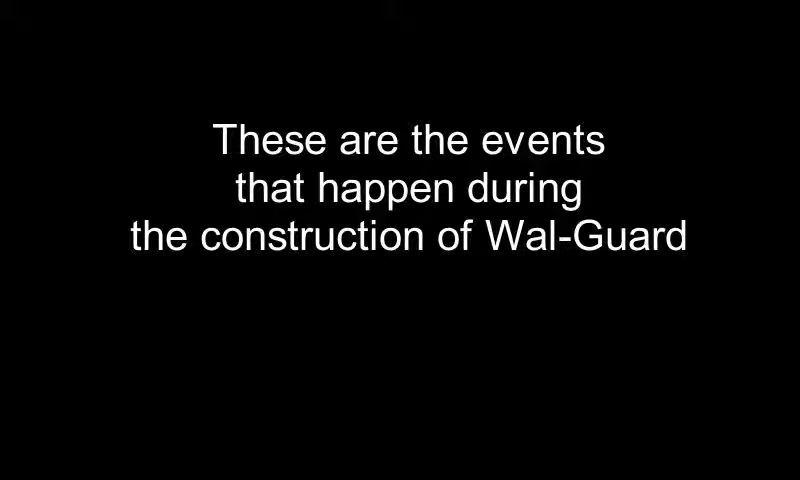 These are the events
that happen during
the construction of Wal-Guard